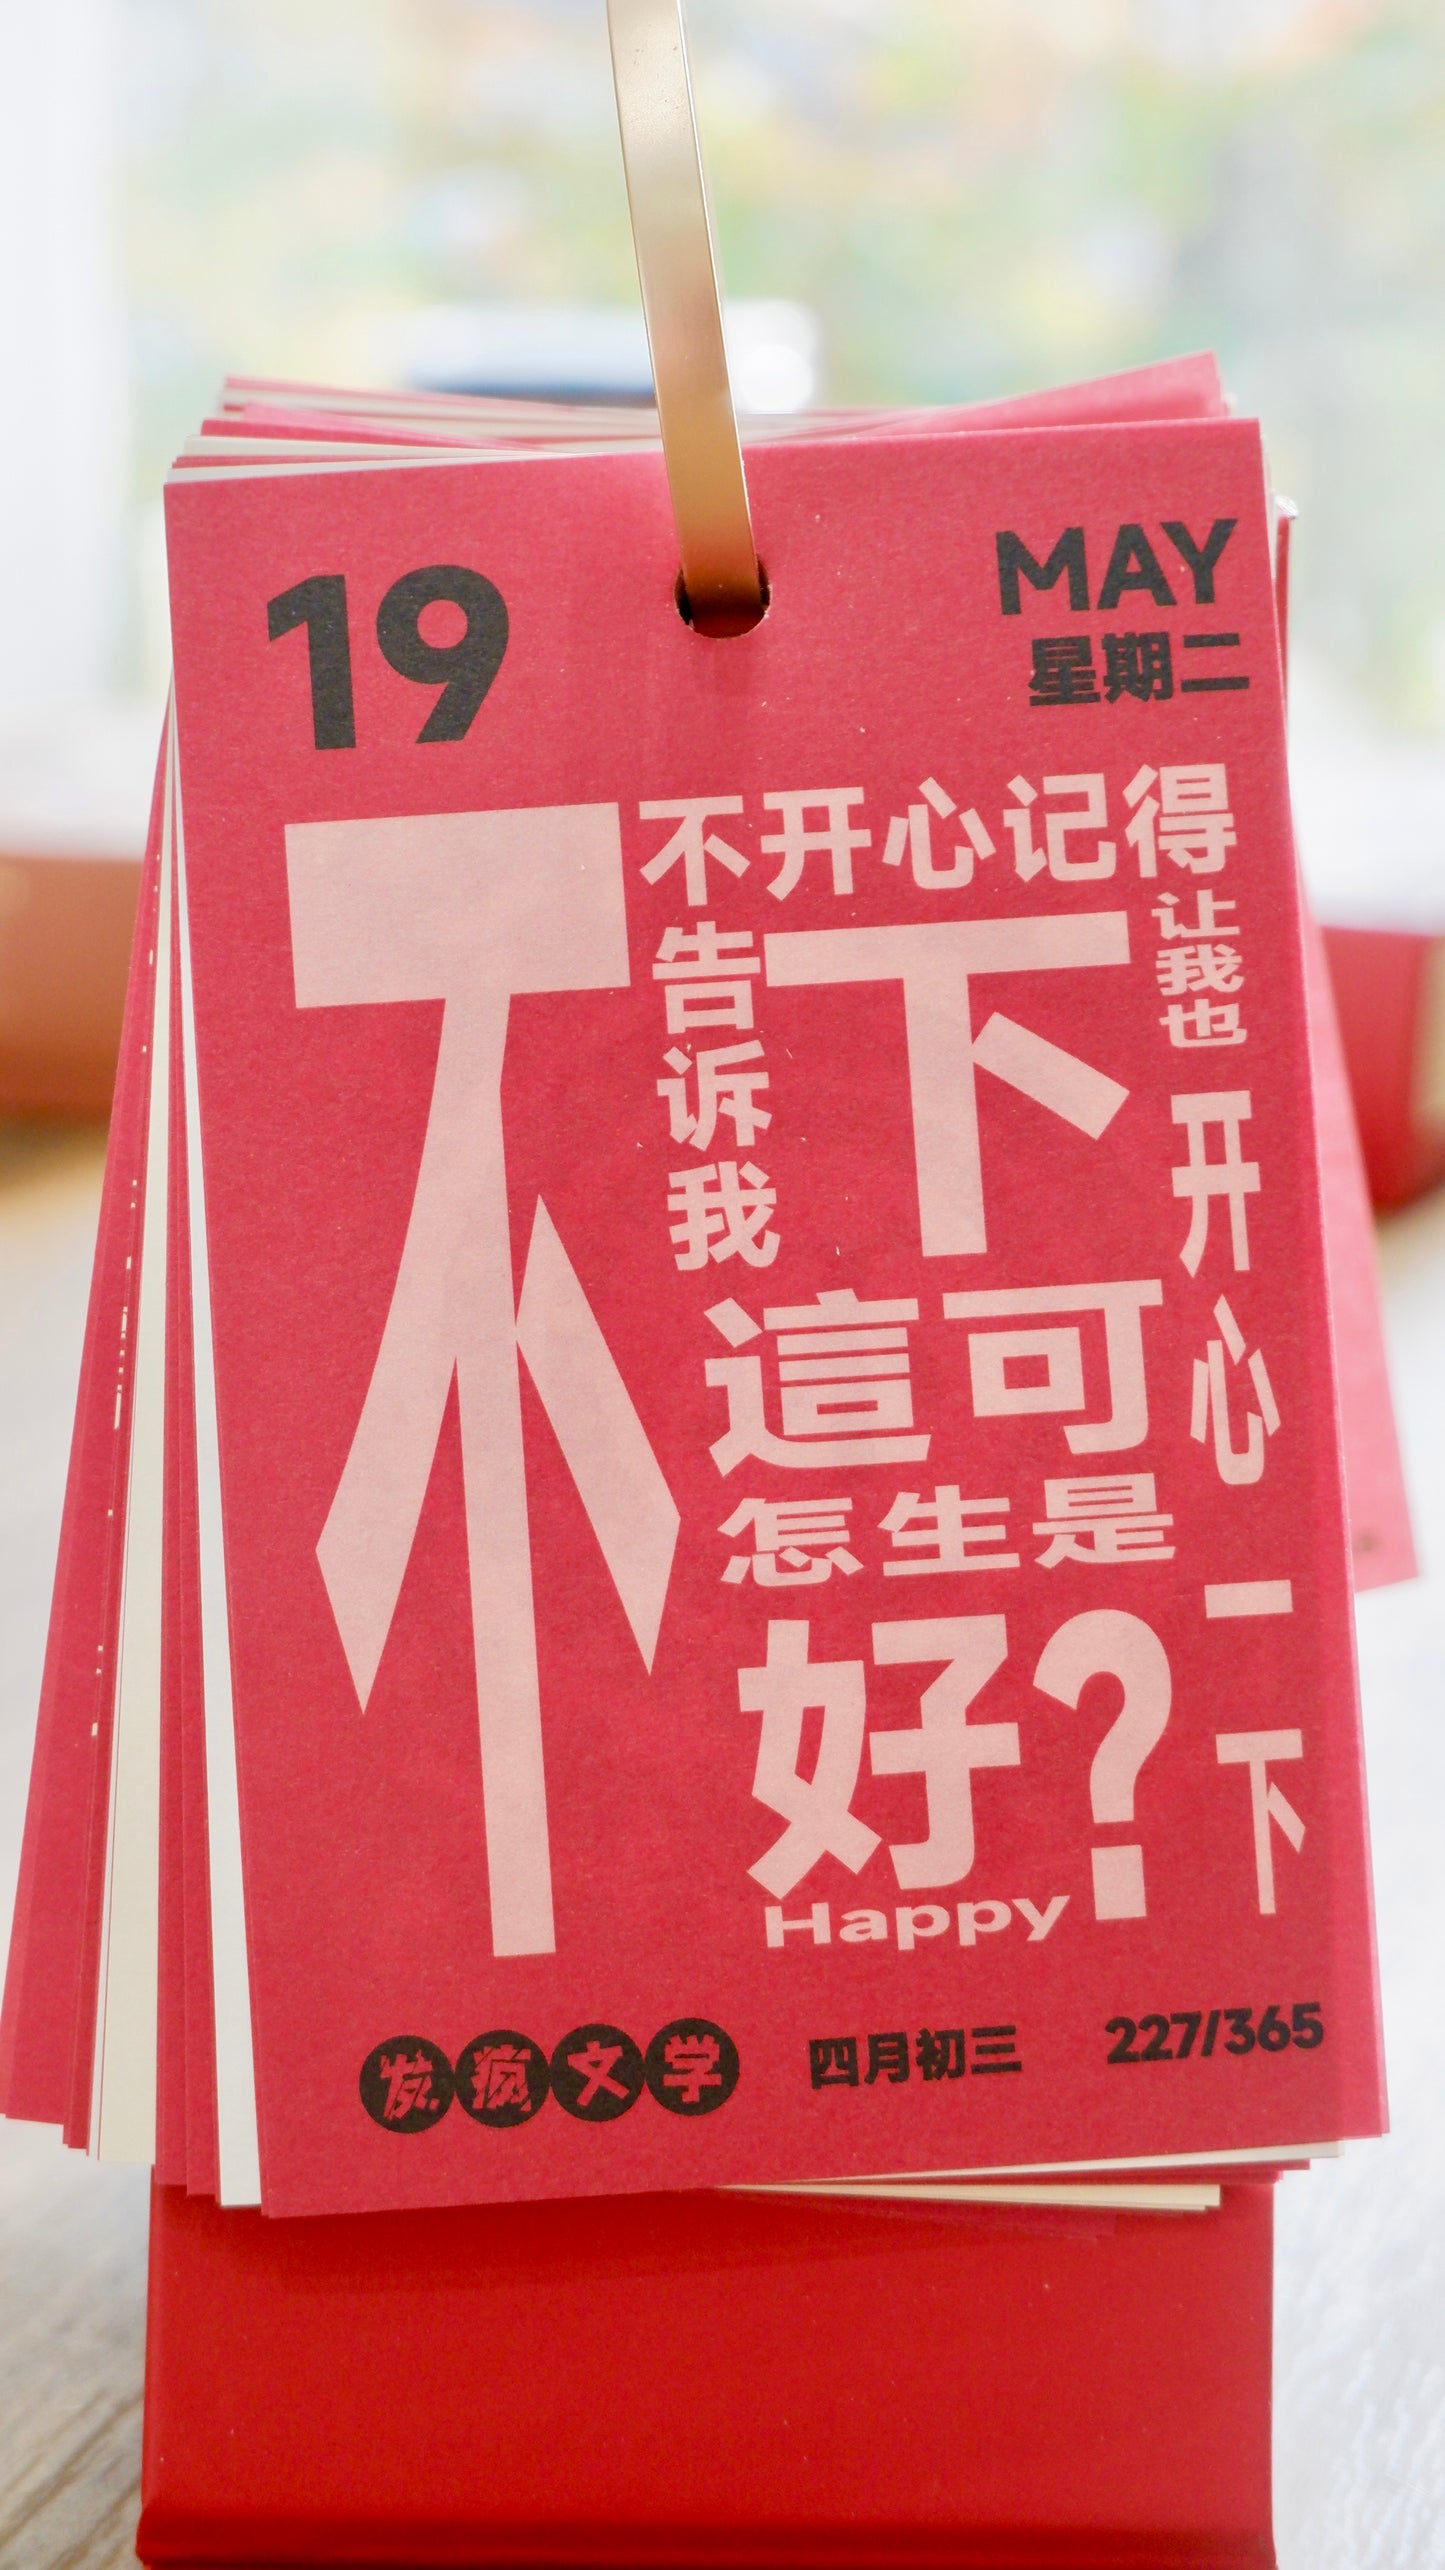 19
MAY
星期二
不
不开心记得
告诉我
下
让我也
开心一下
這可
怎生是
好?
Happy
发疯文学
四月初三
227/365